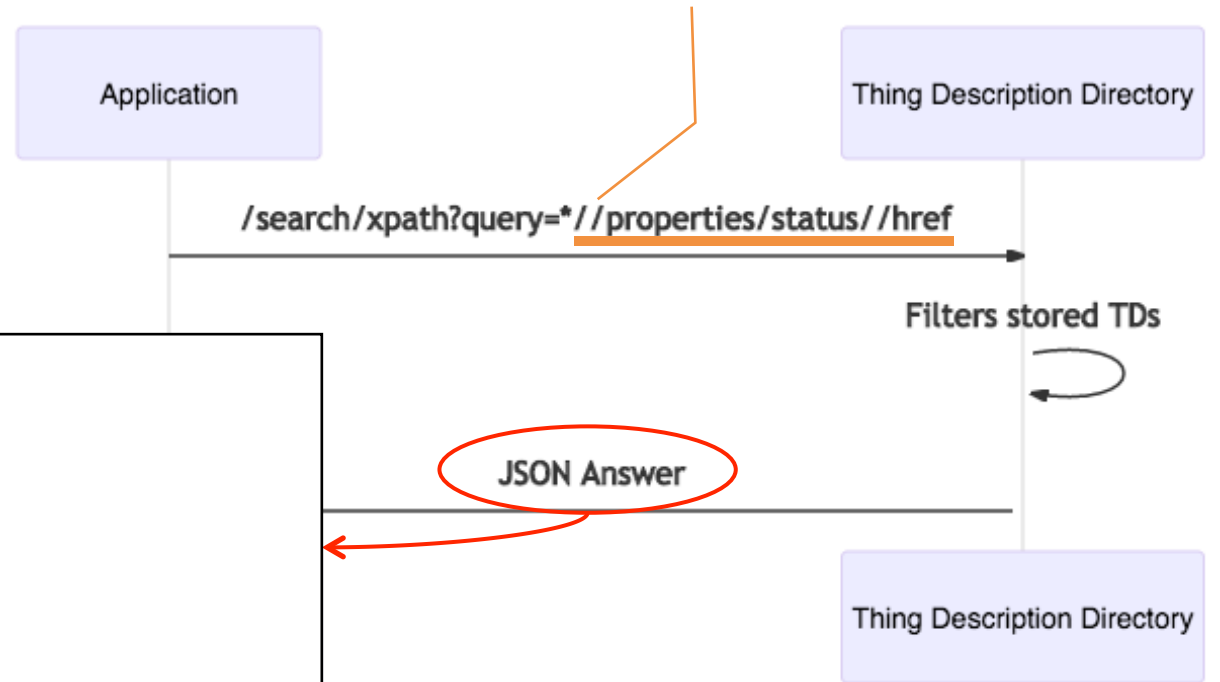 Application
Thing Description Directory
/search/xpath?query=*//properties/status//href
Filters stored TDs
JSON Answer
Thing Description Directory